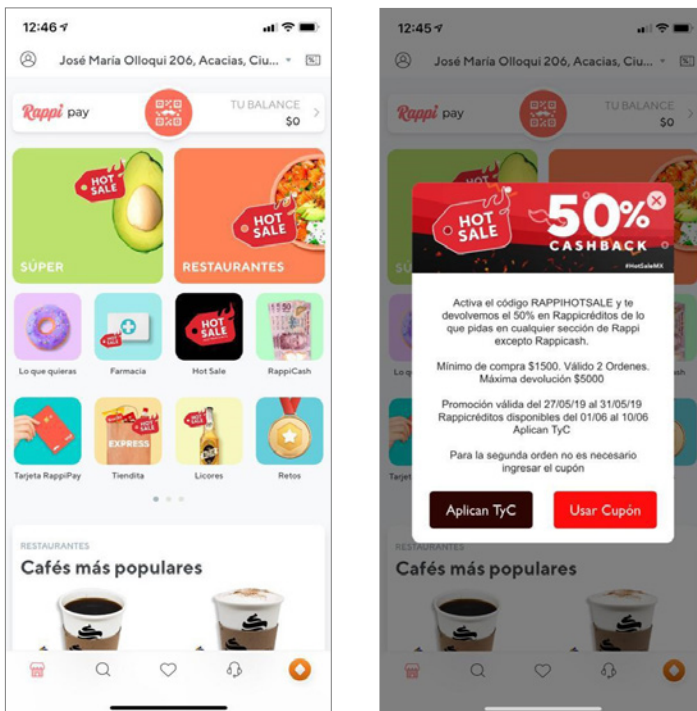 12:46
José María Olloqui 206, Acacias, Ciu...
Rappi pay
TU BALANCE
$0
HOT SALE
HOT SALE
SÚPER
RESTAURANTES
HOT SALE
Lo que quieras
Farmacia
Hot Sale
RappiCash
EXPRESS
HOT SALE
Tarjeta RappiPay
Tiendita
Licores
Retos
RESTAURANTES
Cafés más populares
12:45
José María Olloqui 206, Acacias, Ciu...
Rappi pay
TU BALANCE
$0
HOT
HOT SALE
50%
CASHBACK
#HotSaleMX
Activa el código RAPPIHOTSALE y te
devolvemos el 50% en Rappicréditos de lo
que pidas en cualquier sección de Rappi
excepto Rappicash.
Mínimo de compra $1500. Válido 2 Ordenes.
Máxima devolución $5000
Promoción válida del 27/05/19 al 31/05/19
Rappicréditos disponibles del 01/06 al 10/06
Aplican TyC
Para la segunda orden no es necesario
ingresar el cupón
Aplican TyC
Usar Cupón
RESTAURANTES
Cafés más populares